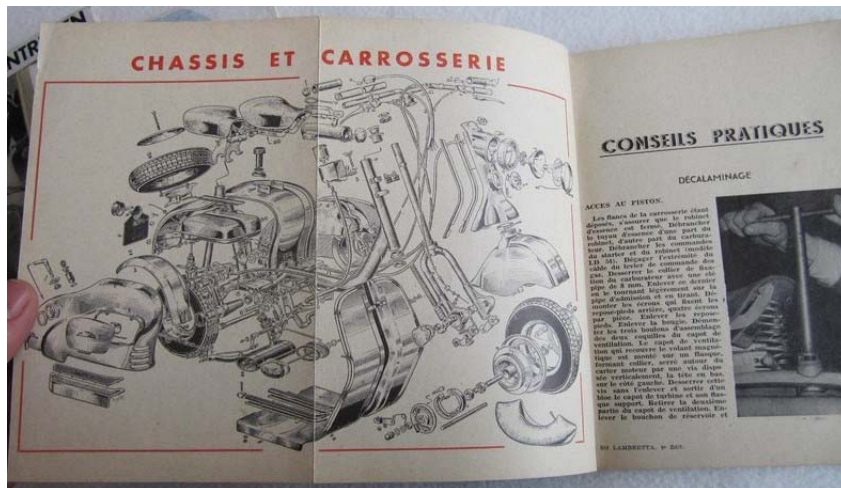 ENTRETIEN
CHASSIS ET CARROSSERIE
CONSEILS PRATIQUES
DÉCALAMINAGE
ACCES AU PISTON.
Les flancs de la carrosserie étant
déposés, s'assurer que le robinet
d'essence est fermé. Débrancher
le tuyau d'essence d'une part du
robinet, d'autre part du carbura-
teur. Débrancher les commandes
du starter et du robinet (modèle
LD 56). Dégager l'extrémité du
câble du levier de commande des
gaz. Desserrer le collier de fixa-
tion du carburateur avec une clé
pipe de 8 mm. Enlever ce dernier
en le tournant légèrement sur la
pipe d'admission et en tirant. Dé-
monter les écrous qui fixent les
repose-pieds arrière, quatre écrous
par pièce. Enlever les repose-
pieds. Enlever la bougie. Démon-
ter les trois boulons d'assemblage
des deux coquilles du capot de
ventilation. Le capot de ventila-
tion qui recouvre le volant magné-
tique est monté sur un flasque,
formant collier, serré autour du
carter moteur par une vis dispo-
sée verticalement, la tête en bas,
sur le côté gauche. Desserrer cette
vis sans l'enlever et sortir d'un
bloc le capot de turbine et son flas-
que support. Retirer la deuxième
partie du capot de ventilation. En-
lever le bouchon de réservoir et
LAMBRETTA, 4e Edit.